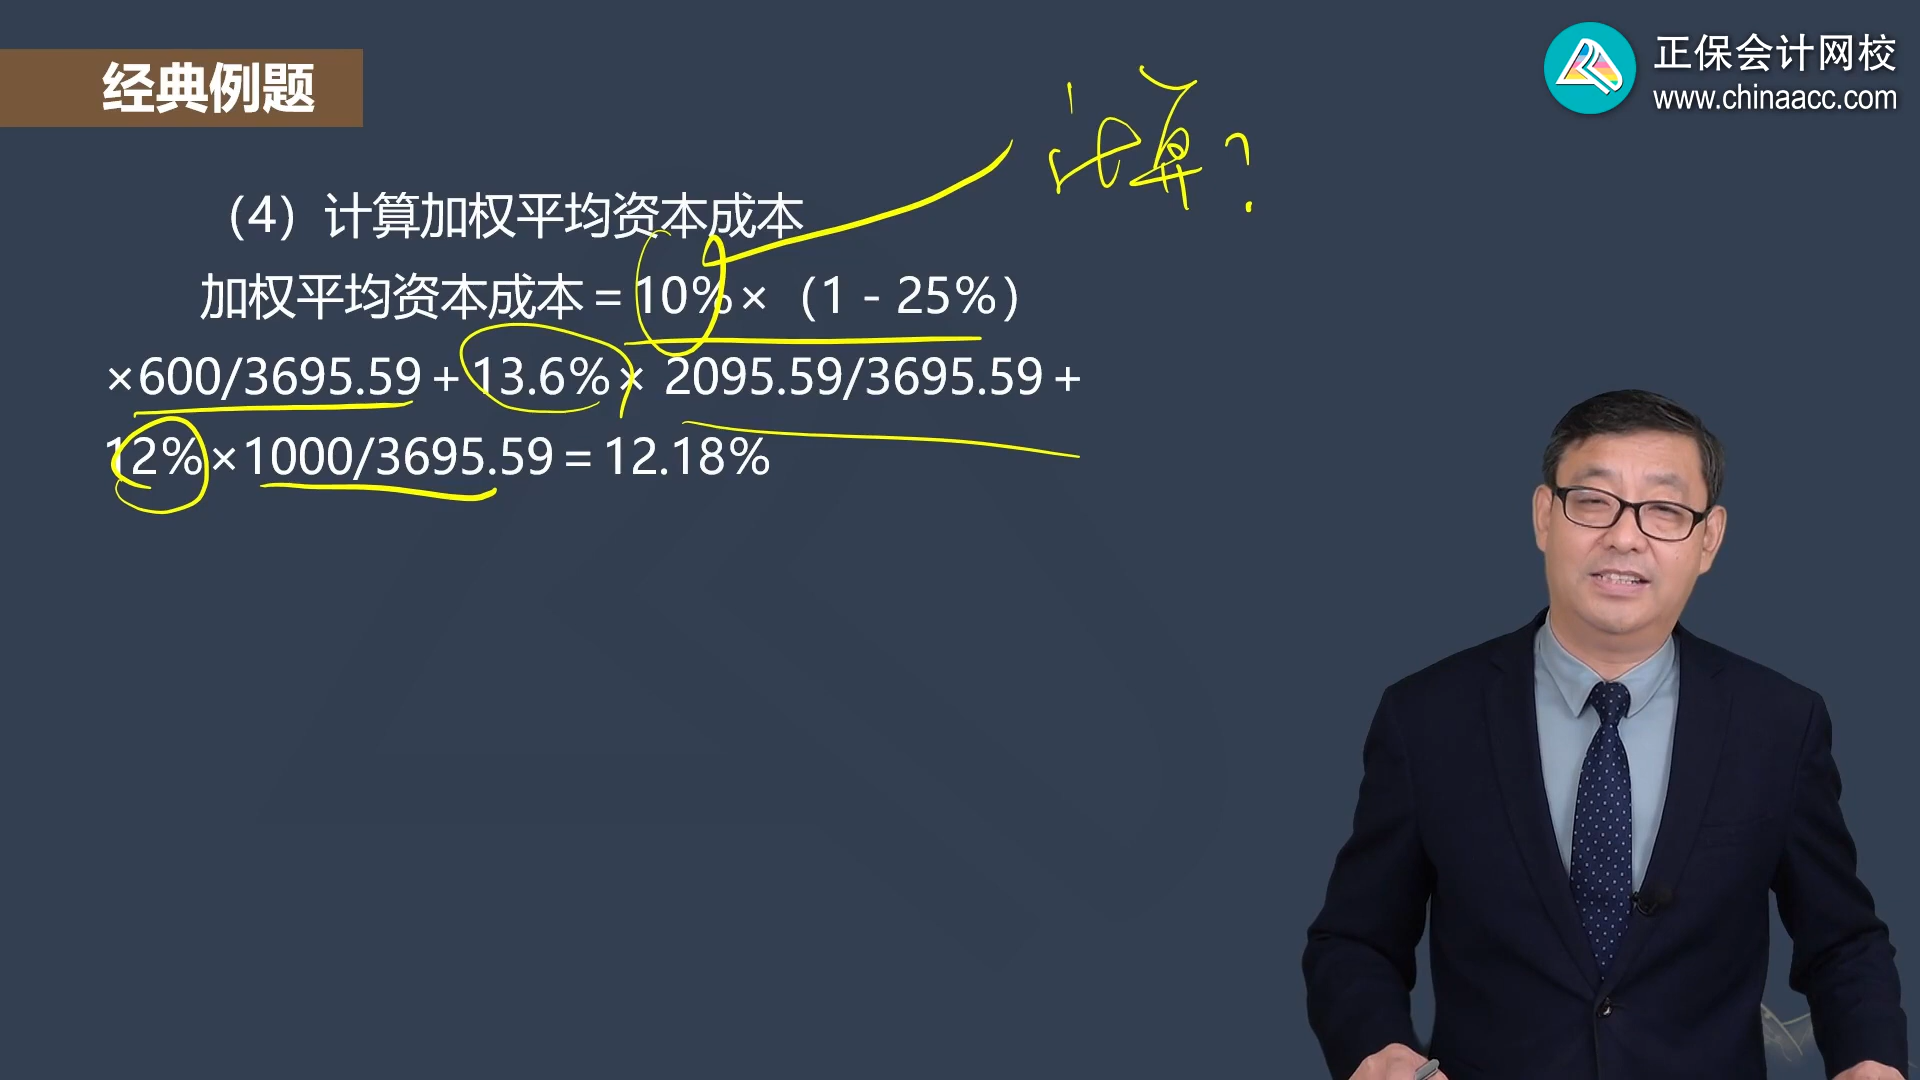 经典例题
正保会计网校
www.chinaacc.com
计算？
（4）计算加权平均资本成本
加权平均资本成本＝10%×（1﹣25%）
×600/3695.59＋13.6%× 2095.59/3695.59＋
12%×1000/3695.59＝12.18%